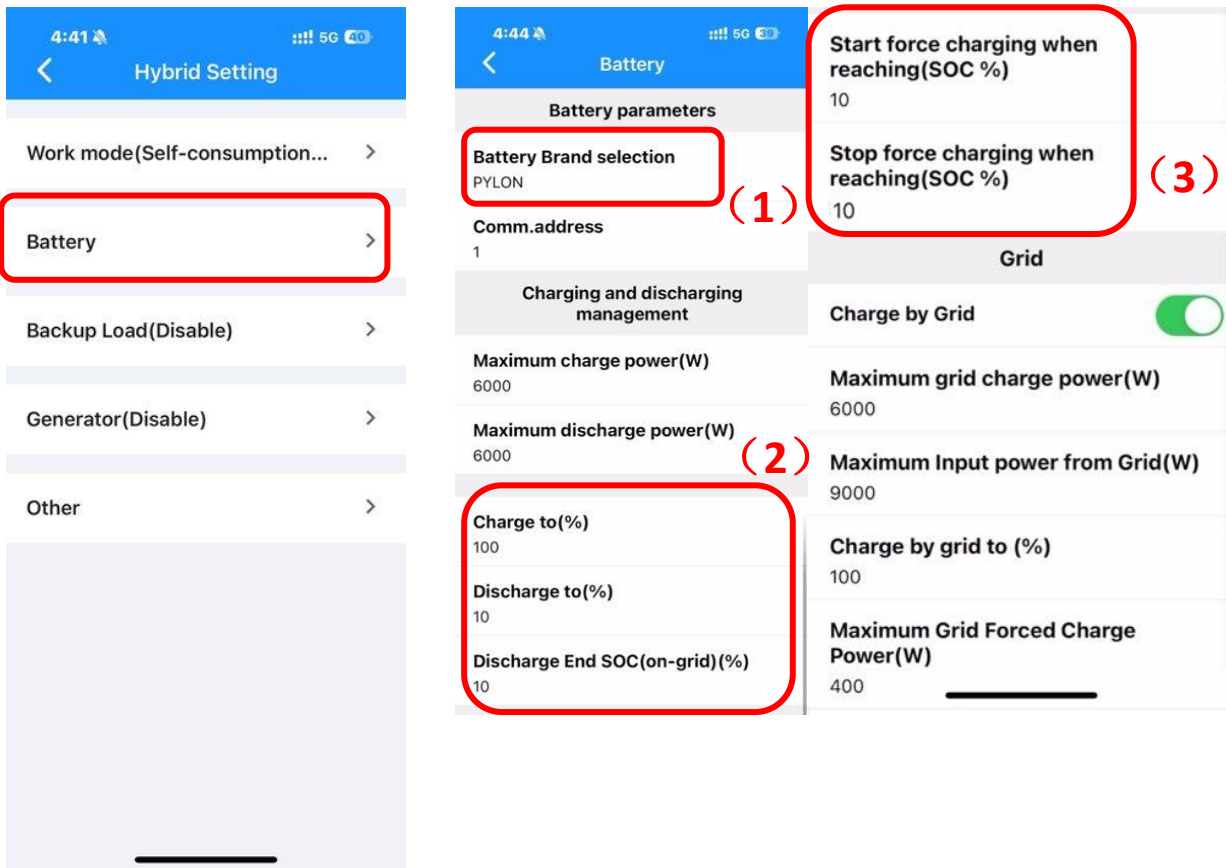 4:41
5G 40
Hybrid Setting
Work mode(Self-consumption...
Battery
Backup Load(Disable)
Generator(Disable)
Other
4:44
5G 39
Battery
Battery parameters
Battery Brand selection
PYLON
（1）
Comm.address
1
Charging and discharging
management
Maximum charge power(W)
6000
Maximum discharge power(W)
6000
（2）
Charge to(%)
100
Discharge to(%)
10
Discharge End SOC(on-grid)(%)
10
Start force charging when
reaching(SOC %)
10
Stop force charging when
reaching(SOC %)
10
（3）
Grid
Charge by Grid
Maximum grid charge power(W)
6000
Maximum Input power from Grid(W)
9000
Charge by grid to (%)
100
Maximum Grid Forced Charge
Power(W)
400